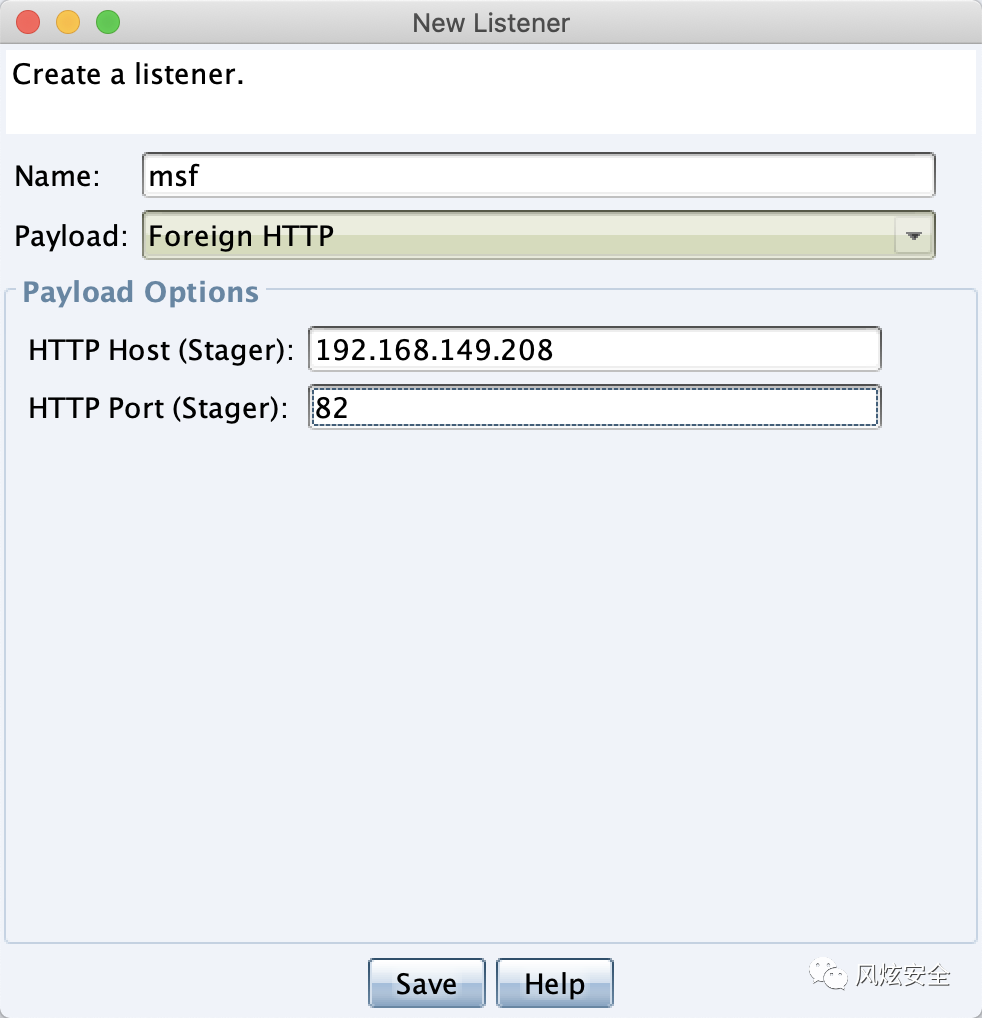 New Listener
Create a listener.
Name: msf
Payload: Foreign HTTP
Payload Options
HTTP Host (Stager): 192.168.149.208
HTTP Port (Stager): 82
Save Help
风炫安全